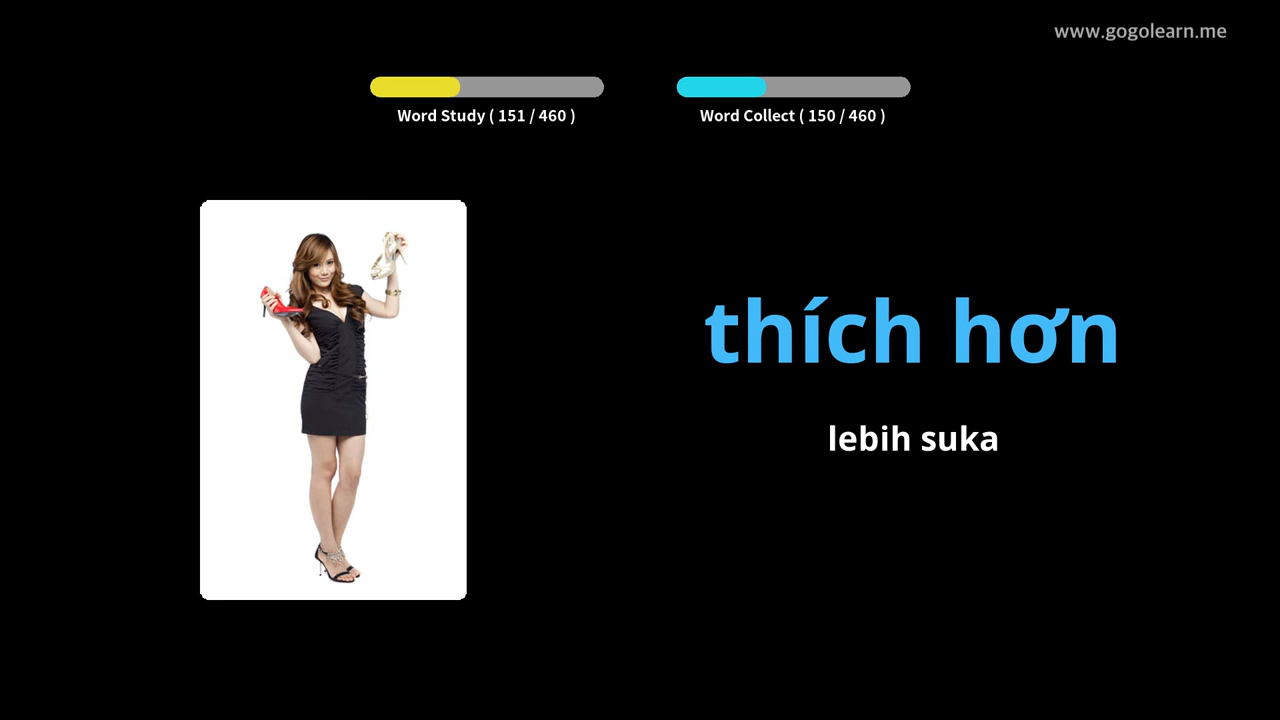 www.gogolearn.me
Word Study ( 151 / 460 )
Word Collect ( 150 / 460 )
thích hơn
lebih suka